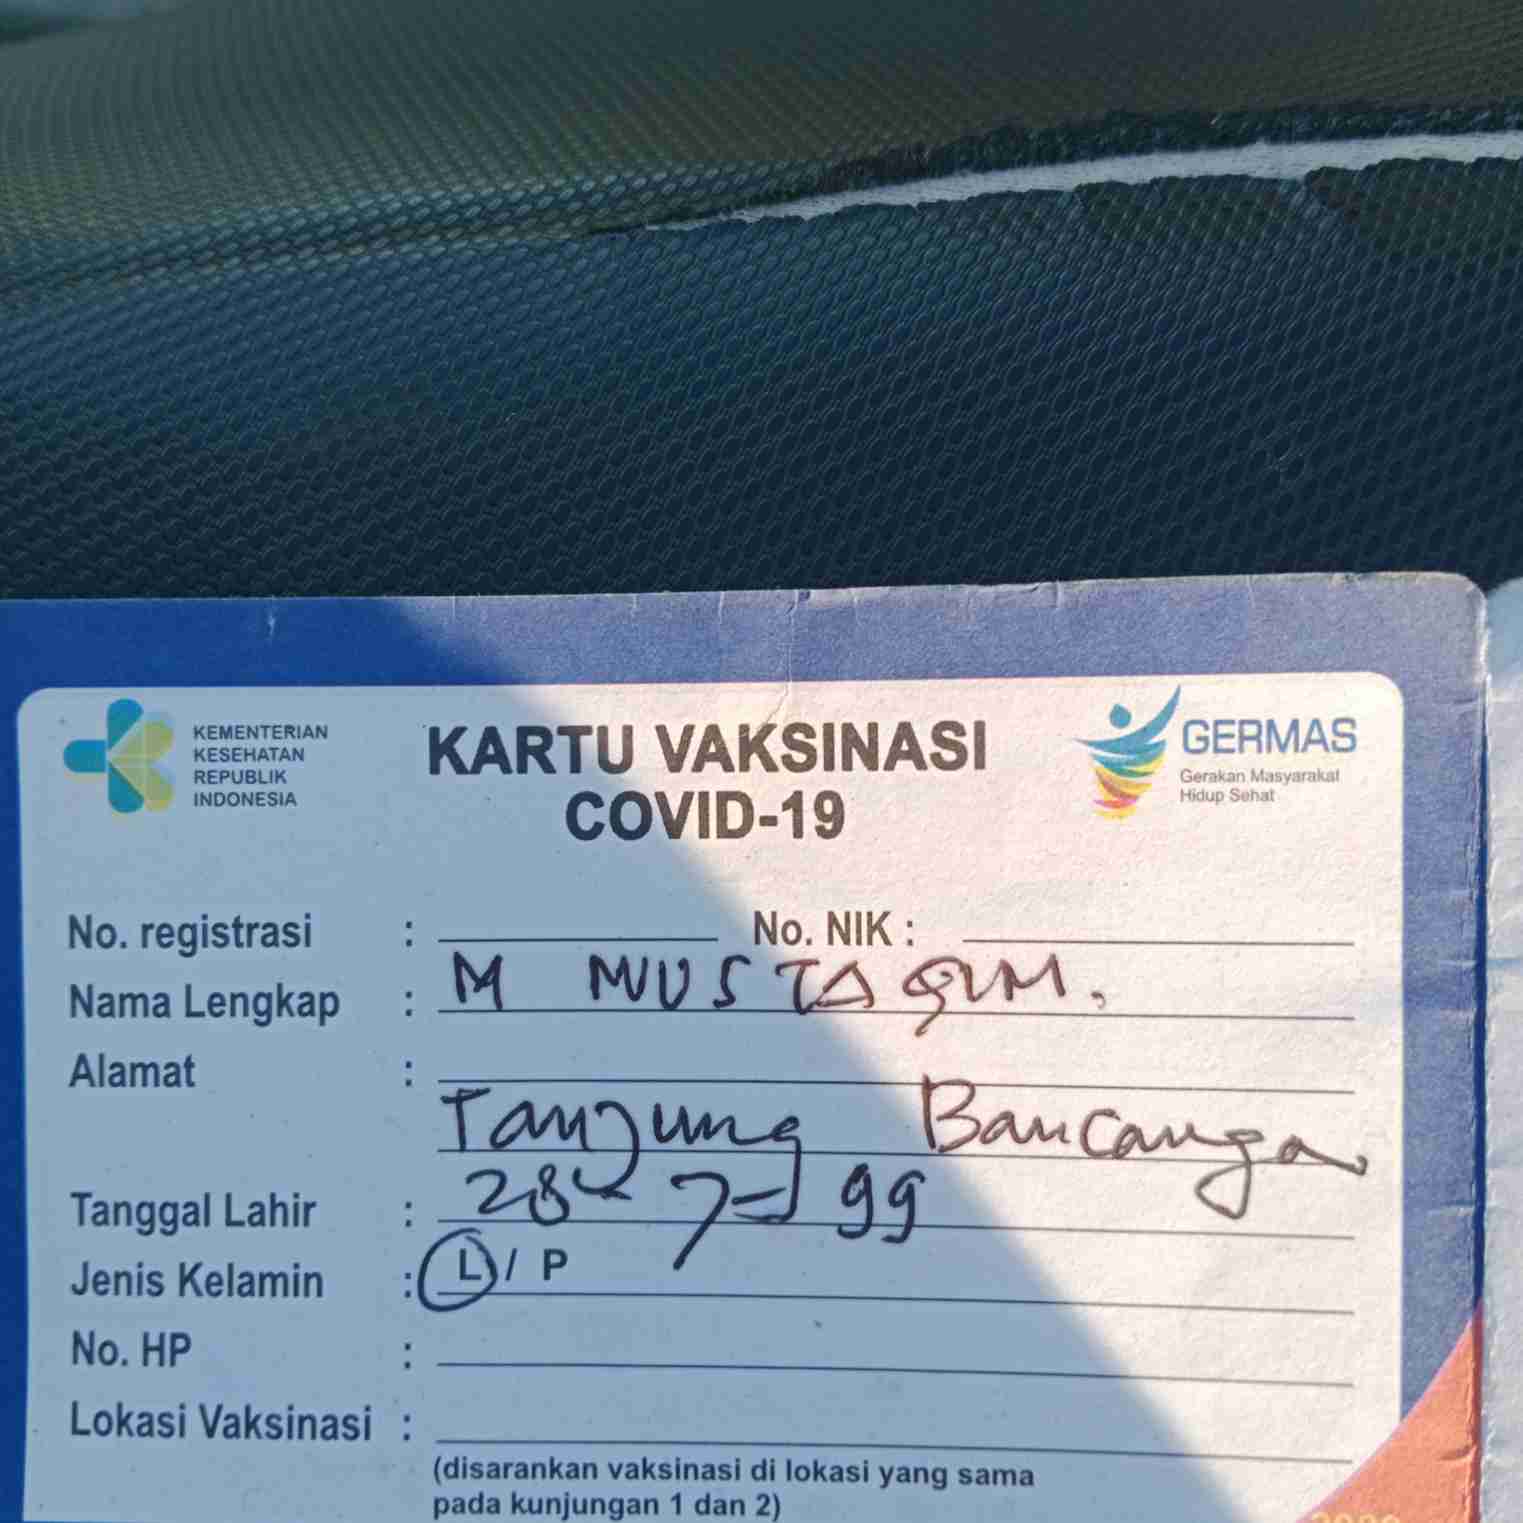 KEMENTERIAN
KESEHATAN
REPUBLIK
INDONESIA
KARTU VAKSINASI
COVID-19
GERMAS
Gerakan Masyarakat
Hidup Sehat
No. registrasi : No. NIK :
Nama Lengkap : M MUSTAQIM.
Alamat :
Tanjung Bancanga
Tanggal Lahir : 28-7-99
Jenis Kelamin : L / P
No. HP :
Lokasi Vaksinasi :
(disarankan vaksinasi di lokasi yang sama
pada kunjungan 1 dan 2)